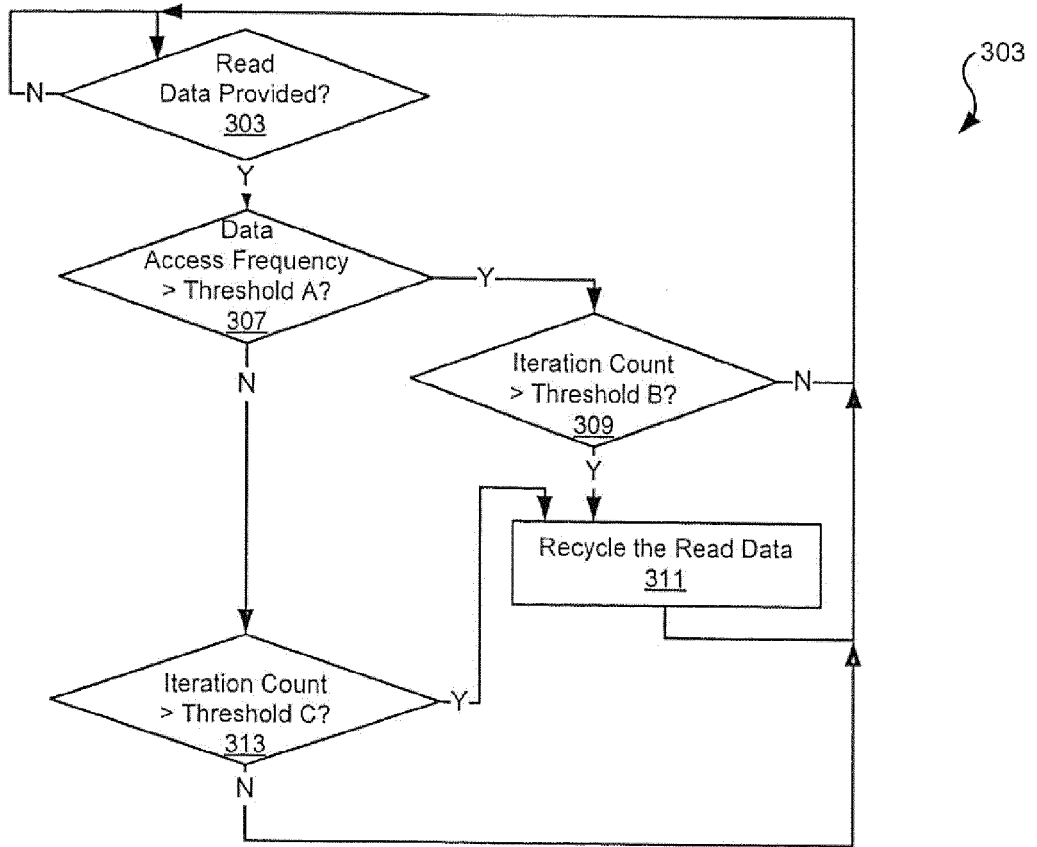 303
Read
Data Provided?
303
N
Y
Data
Access Frequency
> Threshold A?
307
Y
N
Iteration Count
> Threshold B?
309
N
Y
Recycle the Read Data
311
Iteration Count
> Threshold C?
313
Y
N